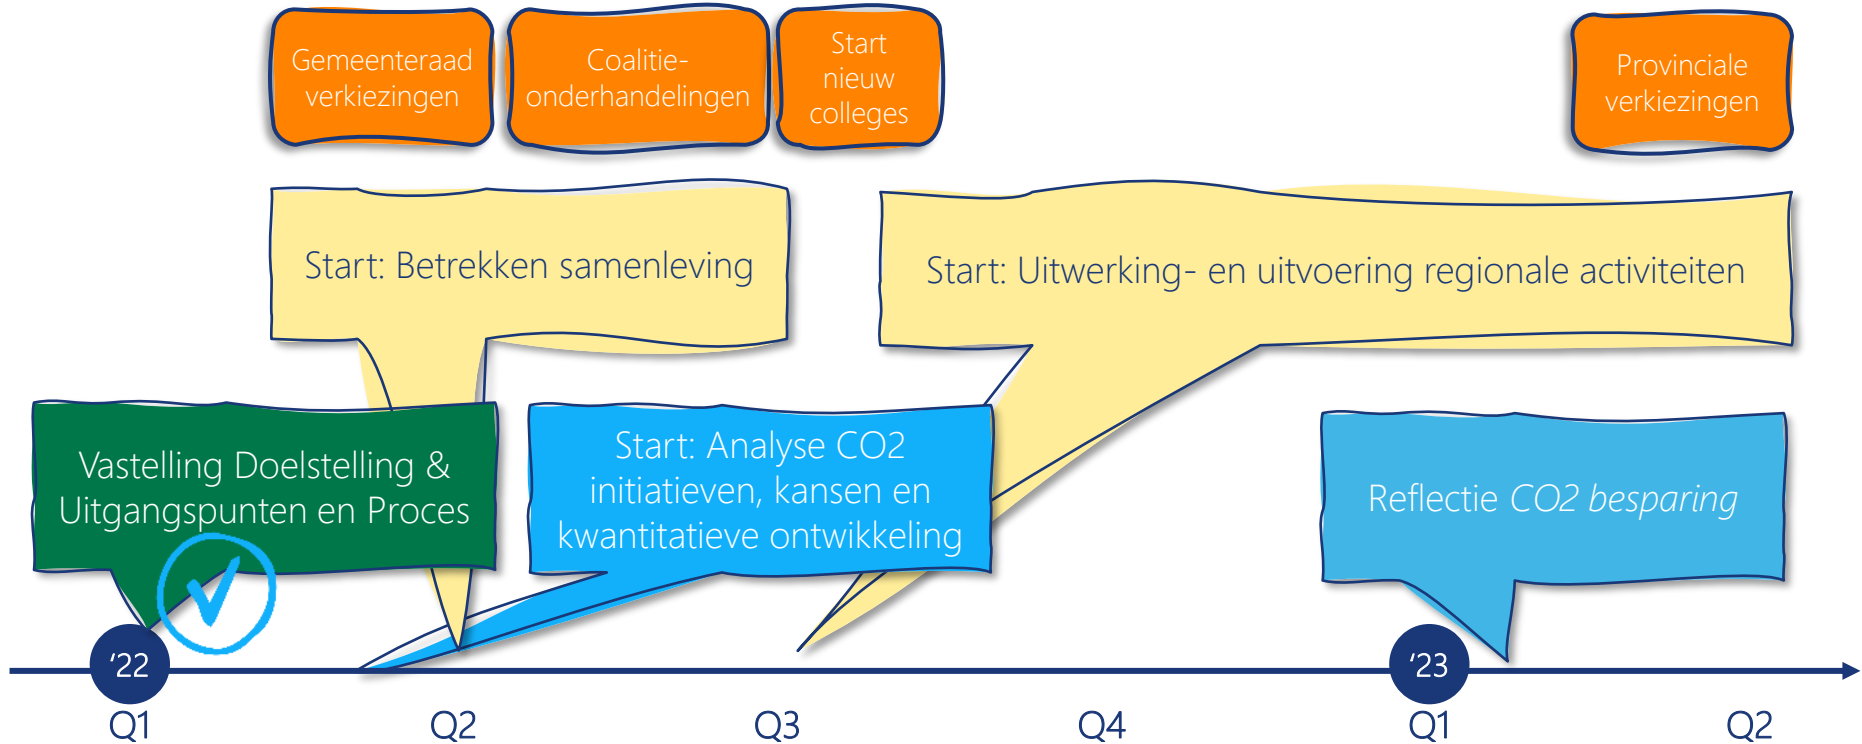 Gemeenteraad
verkiezingen
Coalitie-
onderhandelingen
Start
nieuw
colleges
Provinciale
verkiezingen
Start: Betrekken samenleving
Start: Uitwerking- en uitvoering regionale activiteiten
Vastelling Doelstelling &
Uitgangspunten en Proces
Start: Analyse CO2
initiatieven, kansen en
kwantitatieve ontwikkeling
Reflectie CO2 besparing
‘22
‘23
Q1
Q2
Q3
Q4
Q1
Q2